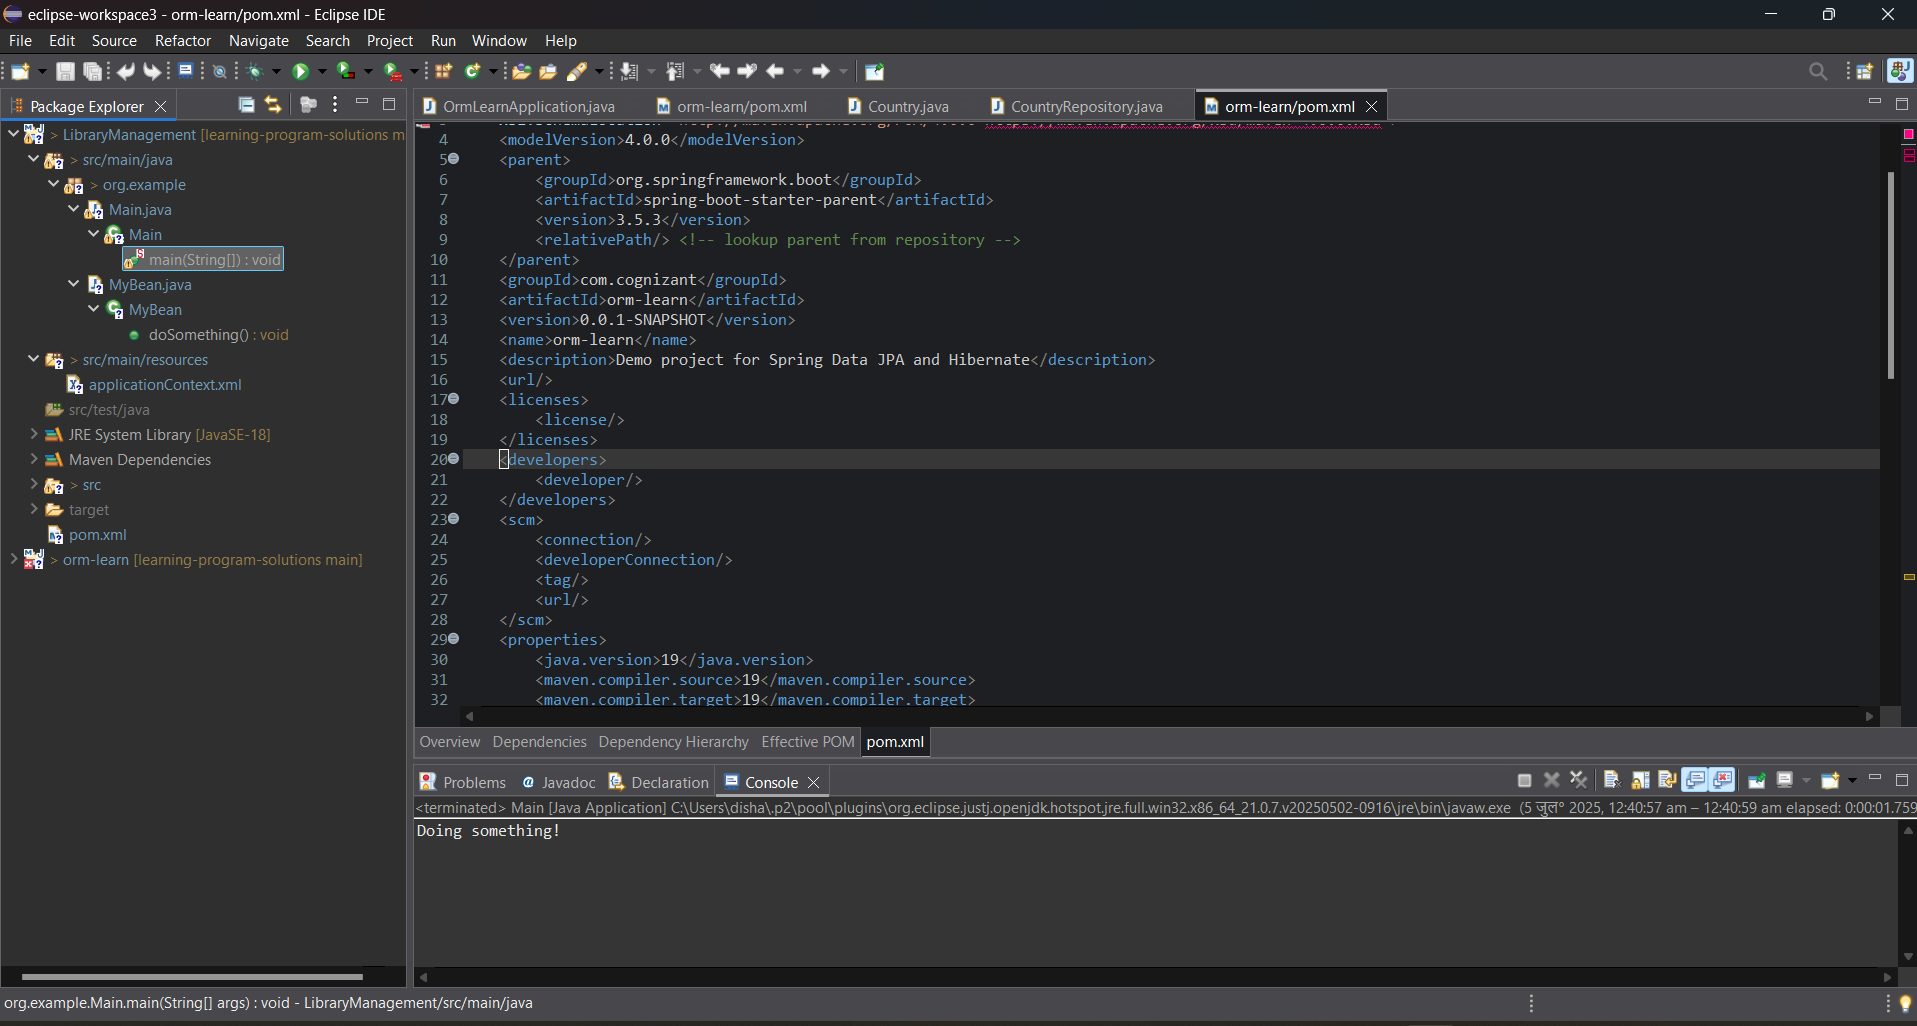 eclipse-workspace3 - orm-learn/pom.xml - Eclipse IDE
File Edit Source Refactor Navigate Search Project Run Window Help
Package Explorer
OrmLearnApplication.java orm-learn/pom.xml Country.java CountryRepository.java orm-learn/pom.xml
> LibraryManagement [learning-program-solutions m
> src/main/java
> org.example
Main.java
Main
main(String[]) : void
MyBean.java
MyBean
doSomething() : void
> src/main/resources
applicationContext.xml
src/test/java
JRE System Library [JavaSE-18]
Maven Dependencies
> src
target
pom.xml
> orm-learn [learning-program-solutions main]
4 <modelVersion>4.0.0</modelVersion>
5 <parent>
6 <groupId>org.springframework.boot</groupId>
7 <artifactId>spring-boot-starter-parent</artifactId>
8 <version>3.5.3</version>
9 <relativePath/> <!-- lookup parent from repository -->
10 </parent>
11 <groupId>com.cognizant</groupId>
12 <artifactId>orm-learn</artifactId>
13 <version>0.0.1-SNAPSHOT</version>
14 <name>orm-learn</name>
15 <description>Demo project for Spring Data JPA and Hibernate</description>
16 <url/>
17 <licenses>
18 <license/>
19 </licenses>
20 <developers>
21 <developer/>
22 </developers>
23 <scm>
24 <connection/>
25 <developerConnection/>
26 <tag/>
27 <url/>
28 </scm>
29 <properties>
30 <java.version>19</java.version>
31 <maven.compiler.source>19</maven.compiler.source>
32 <maven.compiler.target>19</maven.compiler.target>
Overview Dependencies Dependency Hierarchy Effective POM pom.xml
Problems Javadoc Declaration Console
<terminated> Main [Java Application] C:\Users\disha\.p2\pool\plugins\org.eclipse.justj.openjdk.hotspot.jre.full.win32.x86_64_21.0.7.v20250502-0916\jre\bin\javaw.exe (5 जुल॰ 2025, 12:40:57 am – 12:40:59 am elapsed: 0:00:01.759
Doing something!
org.example.Main.main(String[] args) : void - LibraryManagement/src/main/java